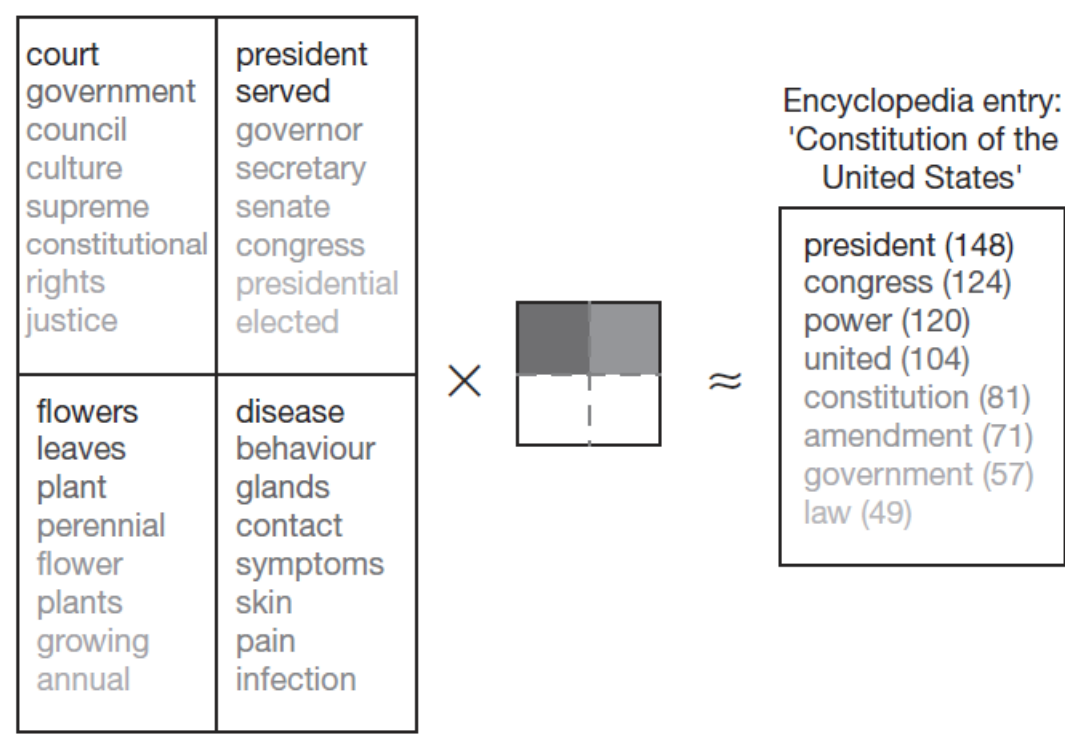 court
government
council
culture
supreme
constitutional
rights
justice
president
served
governor
secretary
senate
congress
presidential
elected
flowers
leaves
plant
perennial
flower
plants
growing
annual
disease
behaviour
glands
contact
symptoms
skin
pain
infection
×
≈
Encyclopedia entry:
'Constitution of the
United States'
president (148)
congress (124)
power (120)
united (104)
constitution (81)
amendment (71)
government (57)
law (49)